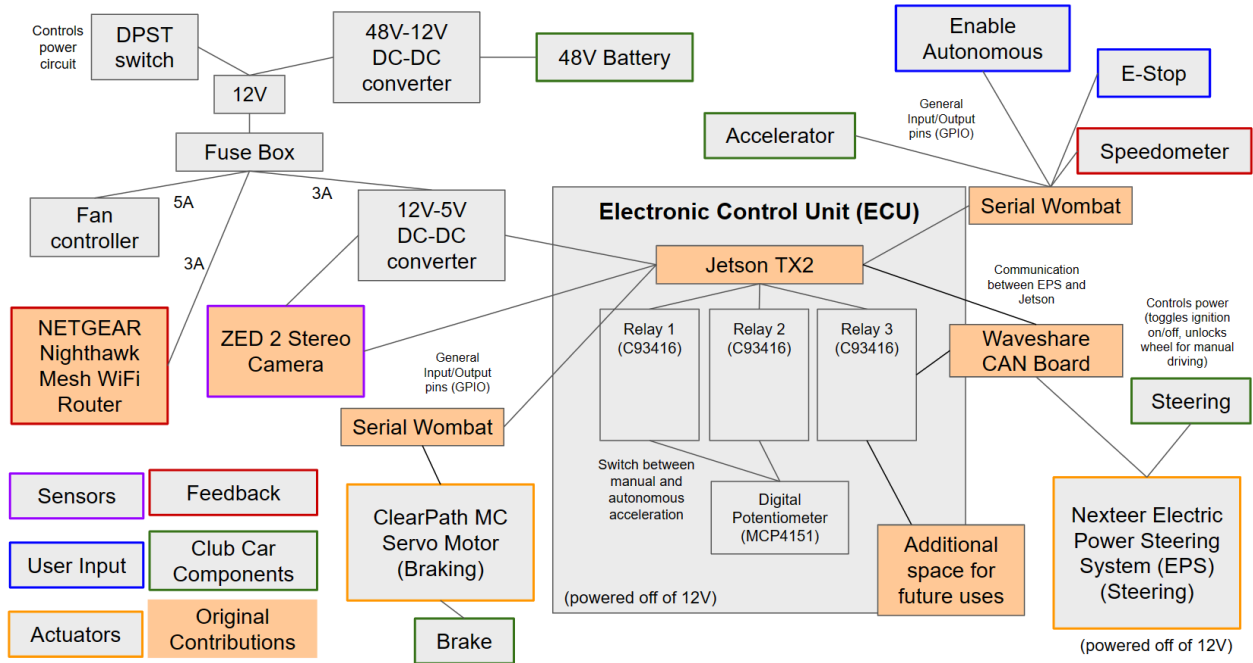 Controls
power
circuit
DPST
switch
48V-12V
DC-DC
converter
48V Battery
12V
Fuse Box
5A
3A
3A
Fan
controller
12V-5V
DC-DC
converter
NETGEAR
Nighthawk
Mesh WiFi
Router
ZED 2 Stereo
Camera
General
Input/Output
pins (GPIO)
Serial Wombat
ClearPath MC
Servo Motor
(Braking)
Brake
Enable
Autonomous
E-Stop
General
Input/Output
pins (GPIO)
Accelerator
Speedometer
Serial Wombat
Electronic Control Unit (ECU)
Jetson TX2
Relay 1
(C93416)
Relay 2
(C93416)
Relay 3
(C93416)
Switch between
manual and
autonomous
acceleration
Digital
Potentiometer
(MCP4151)
(powered off of 12V)
Additional
space for
future uses
Communication
between EPS and
Jetson
Waveshare
CAN Board
Controls power
(toggles ignition
on/off, unlocks
wheel for manual
driving)
Steering
Nexteer Electric
Power Steering
System (EPS)
(Steering)
(powered off of 12V)
Sensors
Feedback
User Input
Club Car
Components
Actuators
Original
Contributions